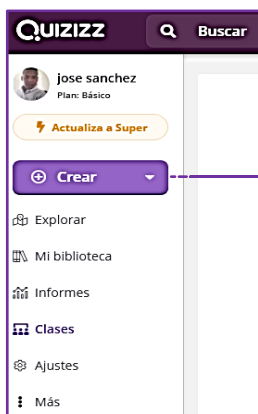 QUIZIZZ
Buscar
jose sanchez
Plan: Básico
Actualiza a Super
Crear
Explorar
Mi biblioteca
Informes
Clases
Ajustes
Más